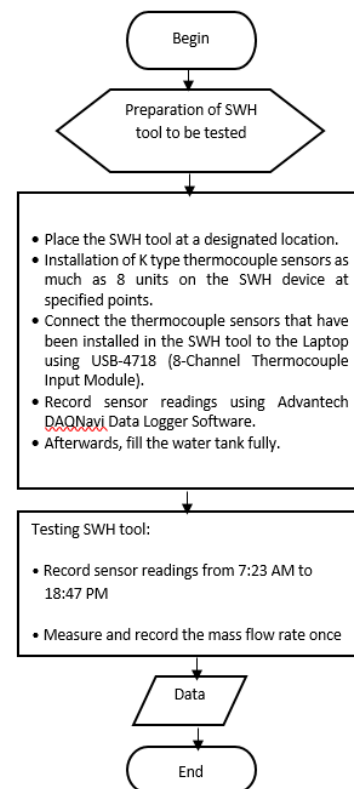 Begin
Preparation of SWH
tool to be tested
• Place the SWH tool at a designated location.
• Installation of K type thermocouple sensors as
much as 8 units on the SWH device at
specified points.
• Connect the thermocouple sensors that have
been installed in the SWH tool to the Laptop
using USB-4718 (8-Channel Thermocouple
Input Module).
• Record sensor readings using Advantech
DAQNavi Data Logger Software.
• Afterwards, fill the water tank fully.
Testing SWH tool:
• Record sensor readings from 7:23 AM to
18:47 PM
• Measure and record the mass flow rate once
Data
End